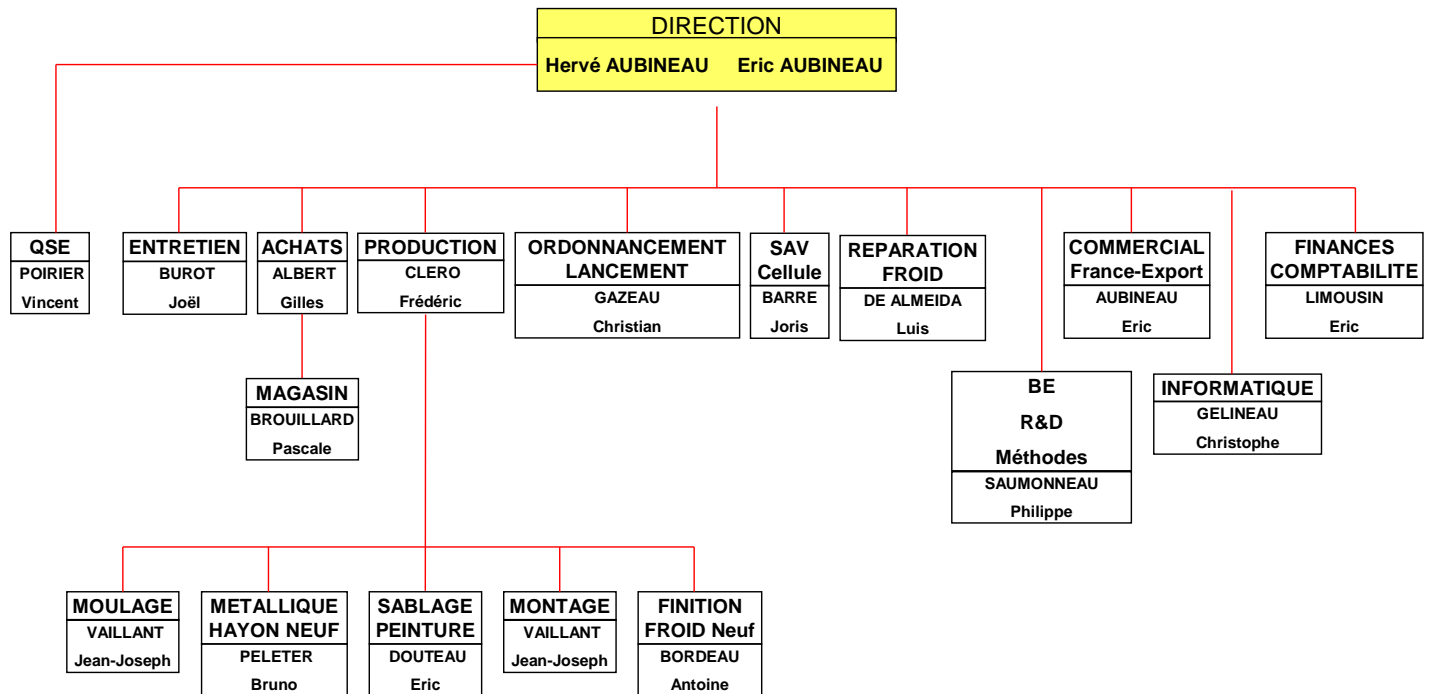 DIRECTION
Hervé AUBINEAU Eric AUBINEAU
QSE
POIRIER
Vincent
ENTRETIEN
BUROT
Joël
ACHATS
ALBERT
Gilles
PRODUCTION
CLERO
Frédéric
ORDONNANCEMENT
LANCEMENT
GAZEAU
Christian
SAV
Cellule
BARRE
Joris
REPARATION
FROID
DE ALMEIDA
Luis
COMMERCIAL
France-Export
AUBINEAU
Eric
FINANCES
COMPTABILITE
LIMOUSIN
Eric
MAGASIN
BROUILLARD
Pascale
BE
R&D
Méthodes
SAUMONNEAU
Philippe
INFORMATIQUE
GELINEAU
Christophe
MOULAGE
VAILLANT
Jean-Joseph
METALLIQUE
HAYON NEUF
PELETER
Bruno
SABLAGE
PEINTURE
DOUTEAU
Eric
MONTAGE
VAILLANT
Jean-Joseph
FINITION
FROID Neuf
BORDEAU
Antoine